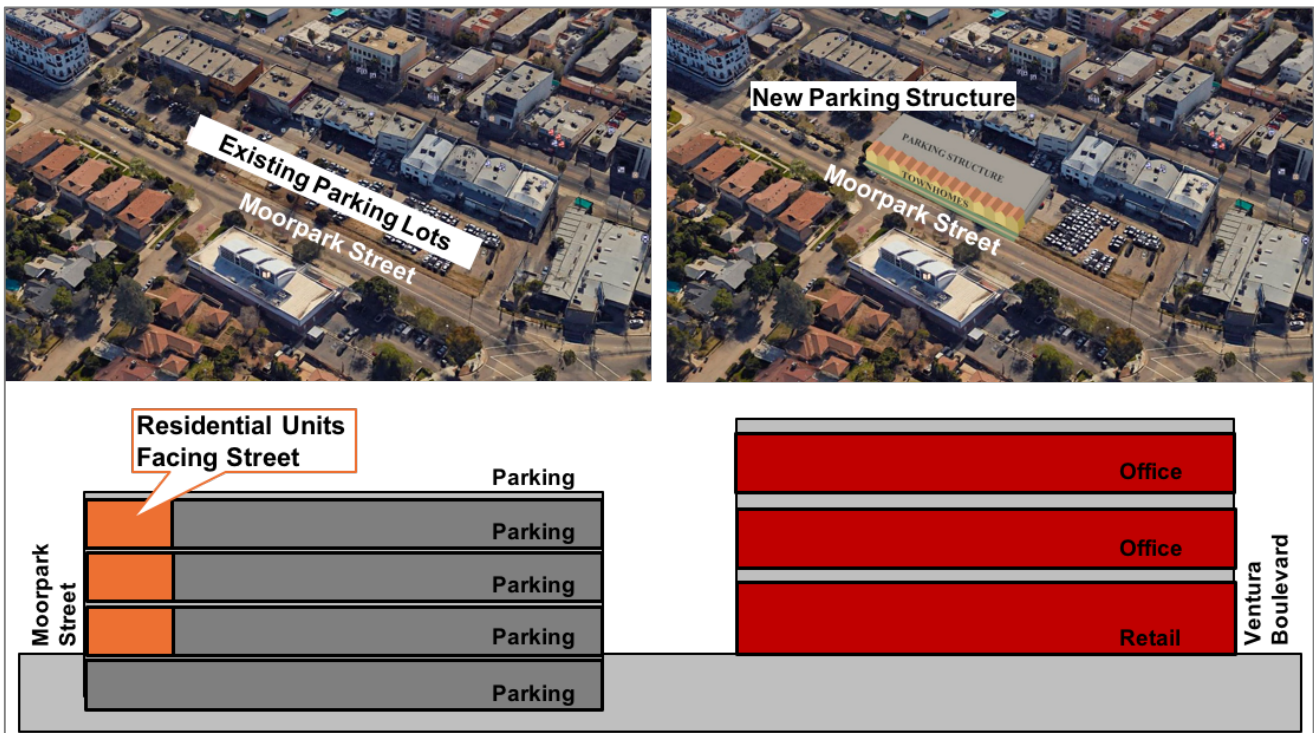 Existing Parking Lots
Moorpark Street
New Parking Structure
PARKING STRUCTURE
TOWNHOMES
Moorpark Street
Residential Units
Facing Street
Parking
Parking
Parking
Parking
Parking
Moorpark
Street
Office
Office
Retail
Ventura
Boulevard